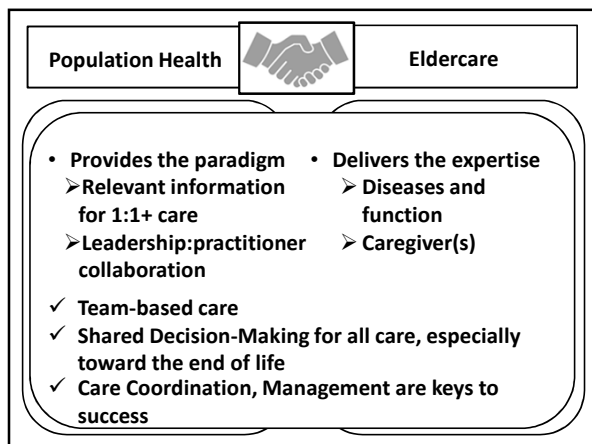 Population Health
Eldercare
• Provides the paradigm
➢Relevant information
for 1:1+ care
➢Leadership:practitioner
collaboration
• Delivers the expertise
➢ Diseases and
function
➢ Caregiver(s)
✓ Team-based care
✓ Shared Decision-Making for all care, especially
toward the end of life
✓ Care Coordination, Management are keys to
success